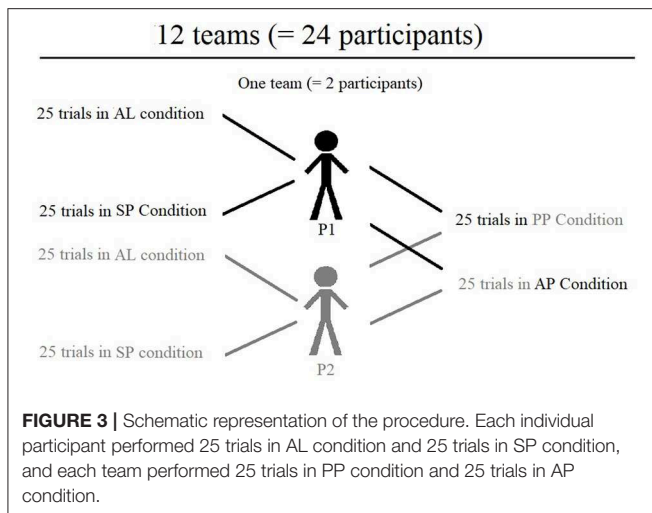 12 teams (= 24 participants)
One team (= 2 participants)
25 trials in AL condition
25 trials in SP Condition
P1
25 trials in PP Condition
25 trials in AL condition
25 trials in AP Condition
25 trials in SP condition
P2
FIGURE 3 | Schematic representation of the procedure. Each individual
participant performed 25 trials in AL condition and 25 trials in SP condition,
and each team performed 25 trials in PP condition and 25 trials in AP
condition.